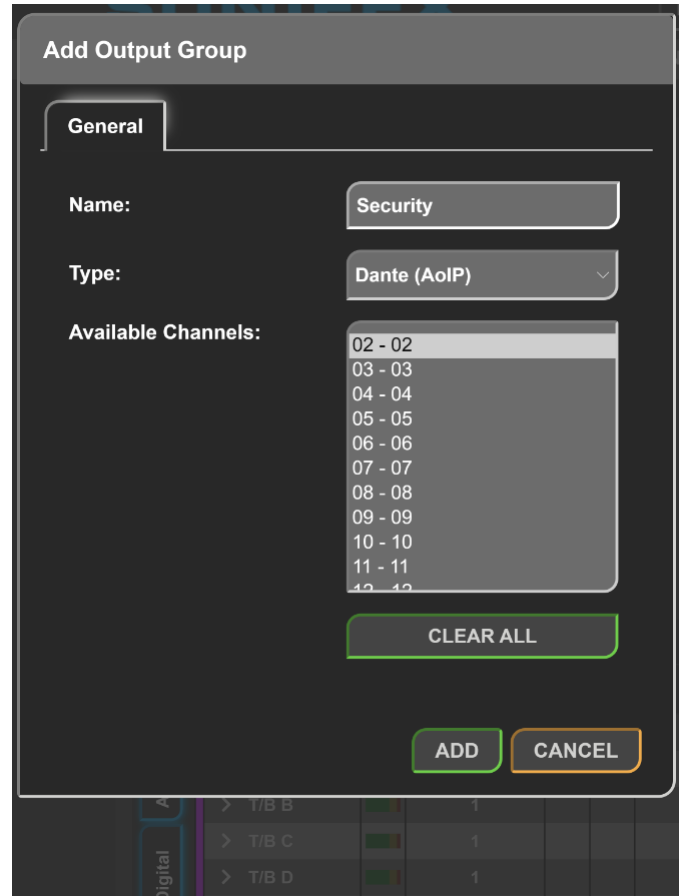 Add Output Group
General
Name:
Security
Type:
Dante (AoIP)
Available Channels:
02 - 02
03 - 03
04 - 04
05 - 05
06 - 06
07 - 07
08 - 08
09 - 09
10 - 10
11 - 11
12 - 12
CLEAR ALL
ADD
CANCEL
T/B B
1
T/B C
1
Digital
T/B D
1